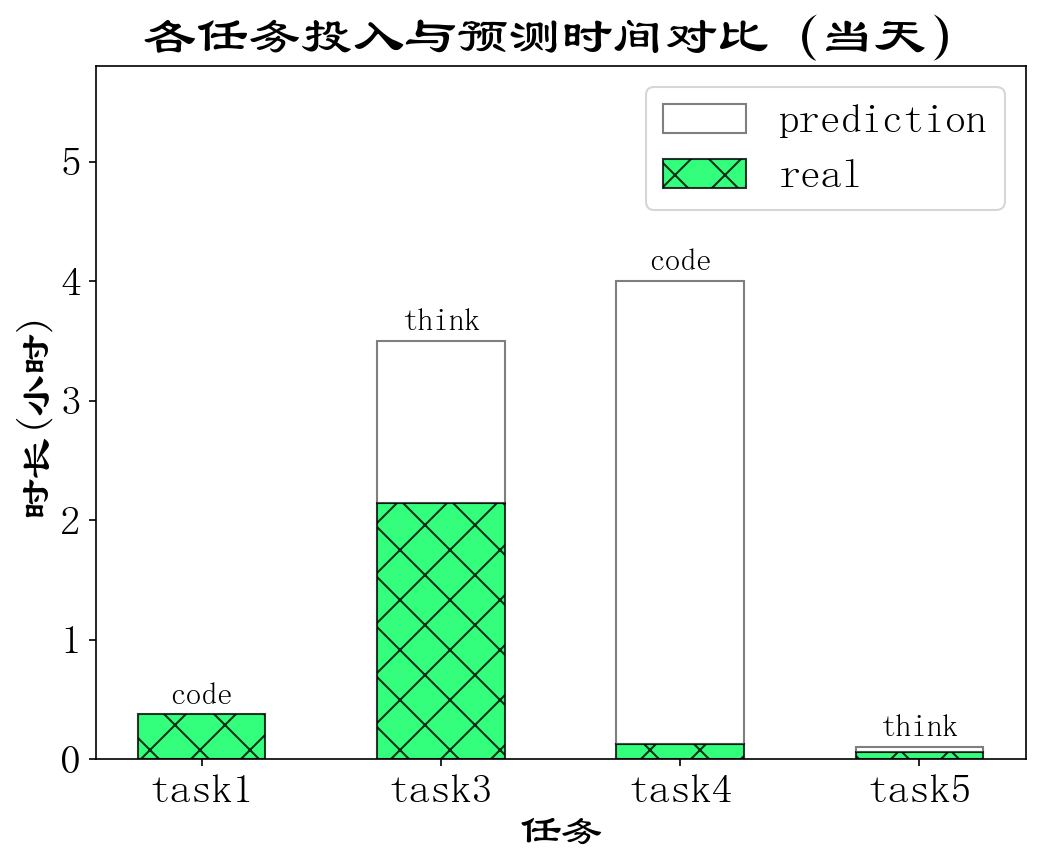 各任务投入与预测时间对比 (当天)
prediction
real
5
4
3
2
1
0
时长(小时)
code
think
code
think
task1 task3 task4 task5
任务